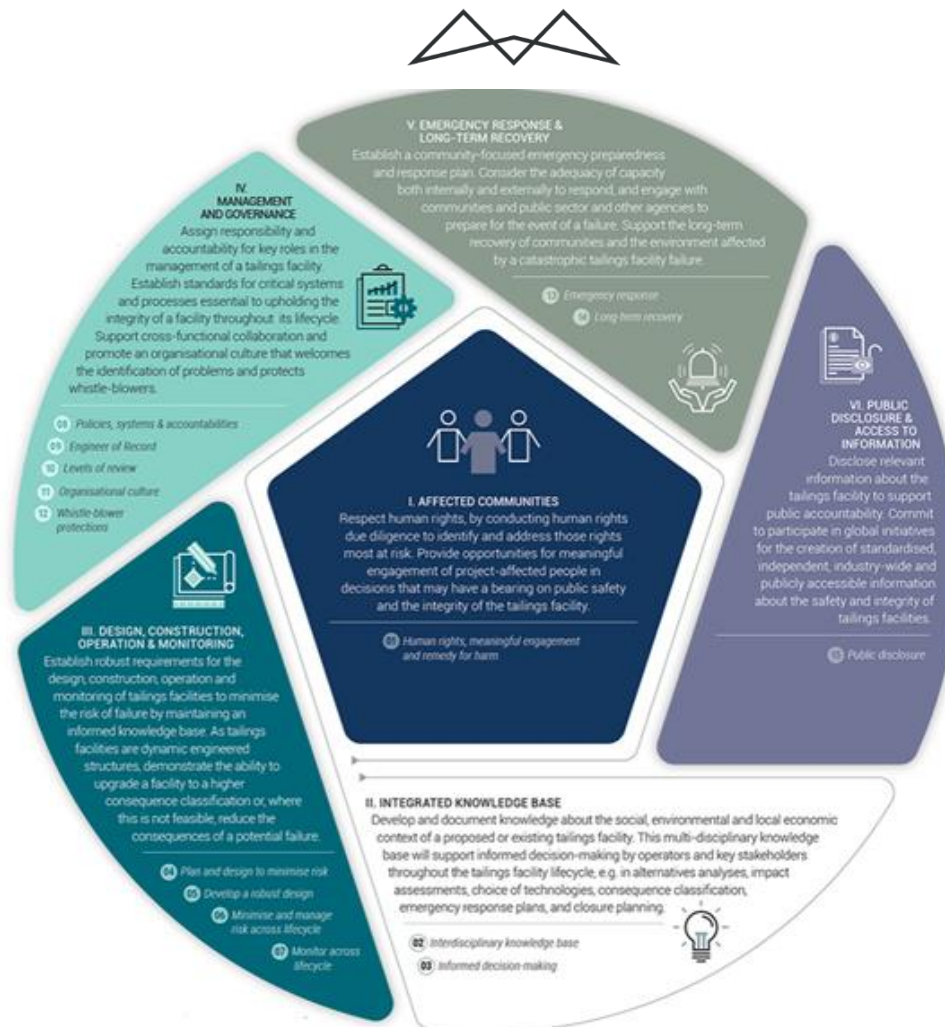 V. EMERGENCY RESPONSE &
LONG-TERM RECOVERY
Establish a community-focused emergency preparedness
and response plan. Consider the adequacy of capacity
both internally and externally to respond, and engage with
communities and public sector and other agencies to
prepare for the event of a failure. Support the long-term
recovery of communities and the environment affected
by a catastrophic tailings facility failure.
13 Emergency response
14 Long-term recovery
IV.
MANAGEMENT
AND GOVERNANCE
Assign responsibility and
accountability for key roles in the
management of a tailings facility.
Establish standards for critical systems
and processes essential to upholding the
integrity of a facility throughout its lifecycle.
Support cross-functional collaboration and
promote an organisational culture that welcomes
the identification of problems and protects
whistle-blowers.
08 Policies, systems & accountabilities
09 Engineer of Record
10 Levels of review
11 Organisational culture
12 Whistle-blower
protections
VI. PUBLIC
DISCLOSURE &
ACCESS TO
INFORMATION
Disclose relevant
information about the
tailings facility to support
public accountability. Commit
to participate in global initiatives
for the creation of standardised,
independent, industry-wide and
publicly accessible information
about the safety and integrity of
tailings facilities.
15 Public disclosure
I. AFFECTED COMMUNITIES
Respect human rights, by conducting human rights
due diligence to identify and address those rights
most at risk. Provide opportunities for meaningful
engagement of project-affected people in
decisions that may have a bearing on public safety
and the integrity of the tailings facility.
01 Human rights, meaningful engagement
and remedy for harm
III. DESIGN, CONSTRUCTION,
OPERATION & MONITORING
Establish robust requirements for the
design, construction, operation and
monitoring of tailings facilities to minimise
the risk of failure by maintaining an
informed knowledge base. As tailings
facilities are dynamic engineered
structures, demonstrate the ability to
upgrade a facility to a higher
consequence classification or, where
this is not feasible, reduce the
consequences of a potential failure.
04 Plan and design to minimise risk
05 Develop a robust design
06 Minimise and manage
risk across lifecycle
07 Monitor across
lifecycle
II. INTEGRATED KNOWLEDGE BASE
Develop and document knowledge about the social, environmental and local economic
context of a proposed or existing tailings facility. This multi-disciplinary knowledge
base will support informed decision-making by operators and key stakeholders
throughout the tailings facility lifecycle, e.g. in alternatives analyses, impact
assessments, choice of technologies, consequence classification,
emergency response plans, and closure planning.
02 Interdisciplinary knowledge base
03 Informed decision-making